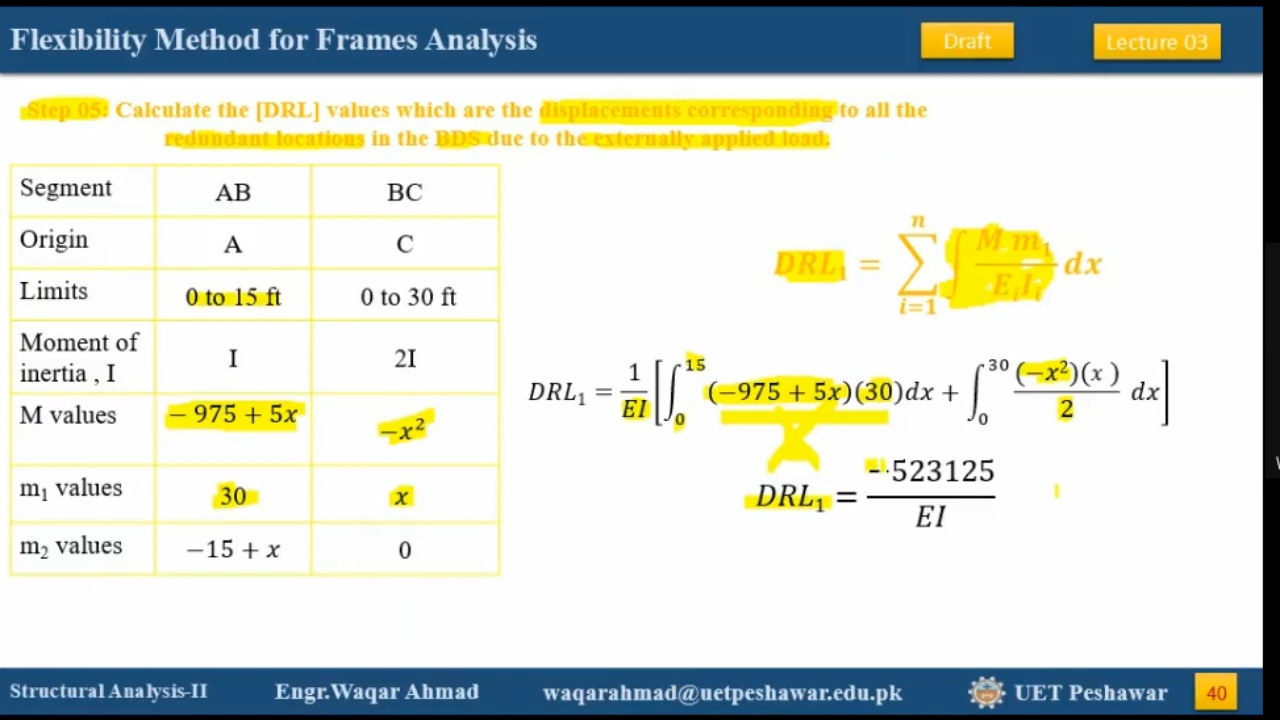 Flexibility Method for Frames Analysis
Draft
Lecture 03
Step 05: Calculate the [DRL] values which are the displacements corresponding to all the
redundant locations in the BDS due to the externally applied load.
Segment AB BC
Origin A C
Limits 0 to 15 ft 0 to 30 ft
Moment of
inertia , I I 2I
M values −975 + 5x −x²
m₁ values 30 x
m₂ values −15 + x 0
DRL₁ = ∑ⁿᵢ₌₁ ∫ M m₁ / EᵢIᵢ dx
DRL₁ = 1/EI [∫₀¹⁵ (−975 + 5x)(30)dx + ∫₀³⁰ (−x²)(x )/2 dx]
DRL₁ = −523125/EI
Structural Analysis-II Engr.Waqar Ahmad waqarahmad@uetpeshawar.edu.pk UET Peshawar 40